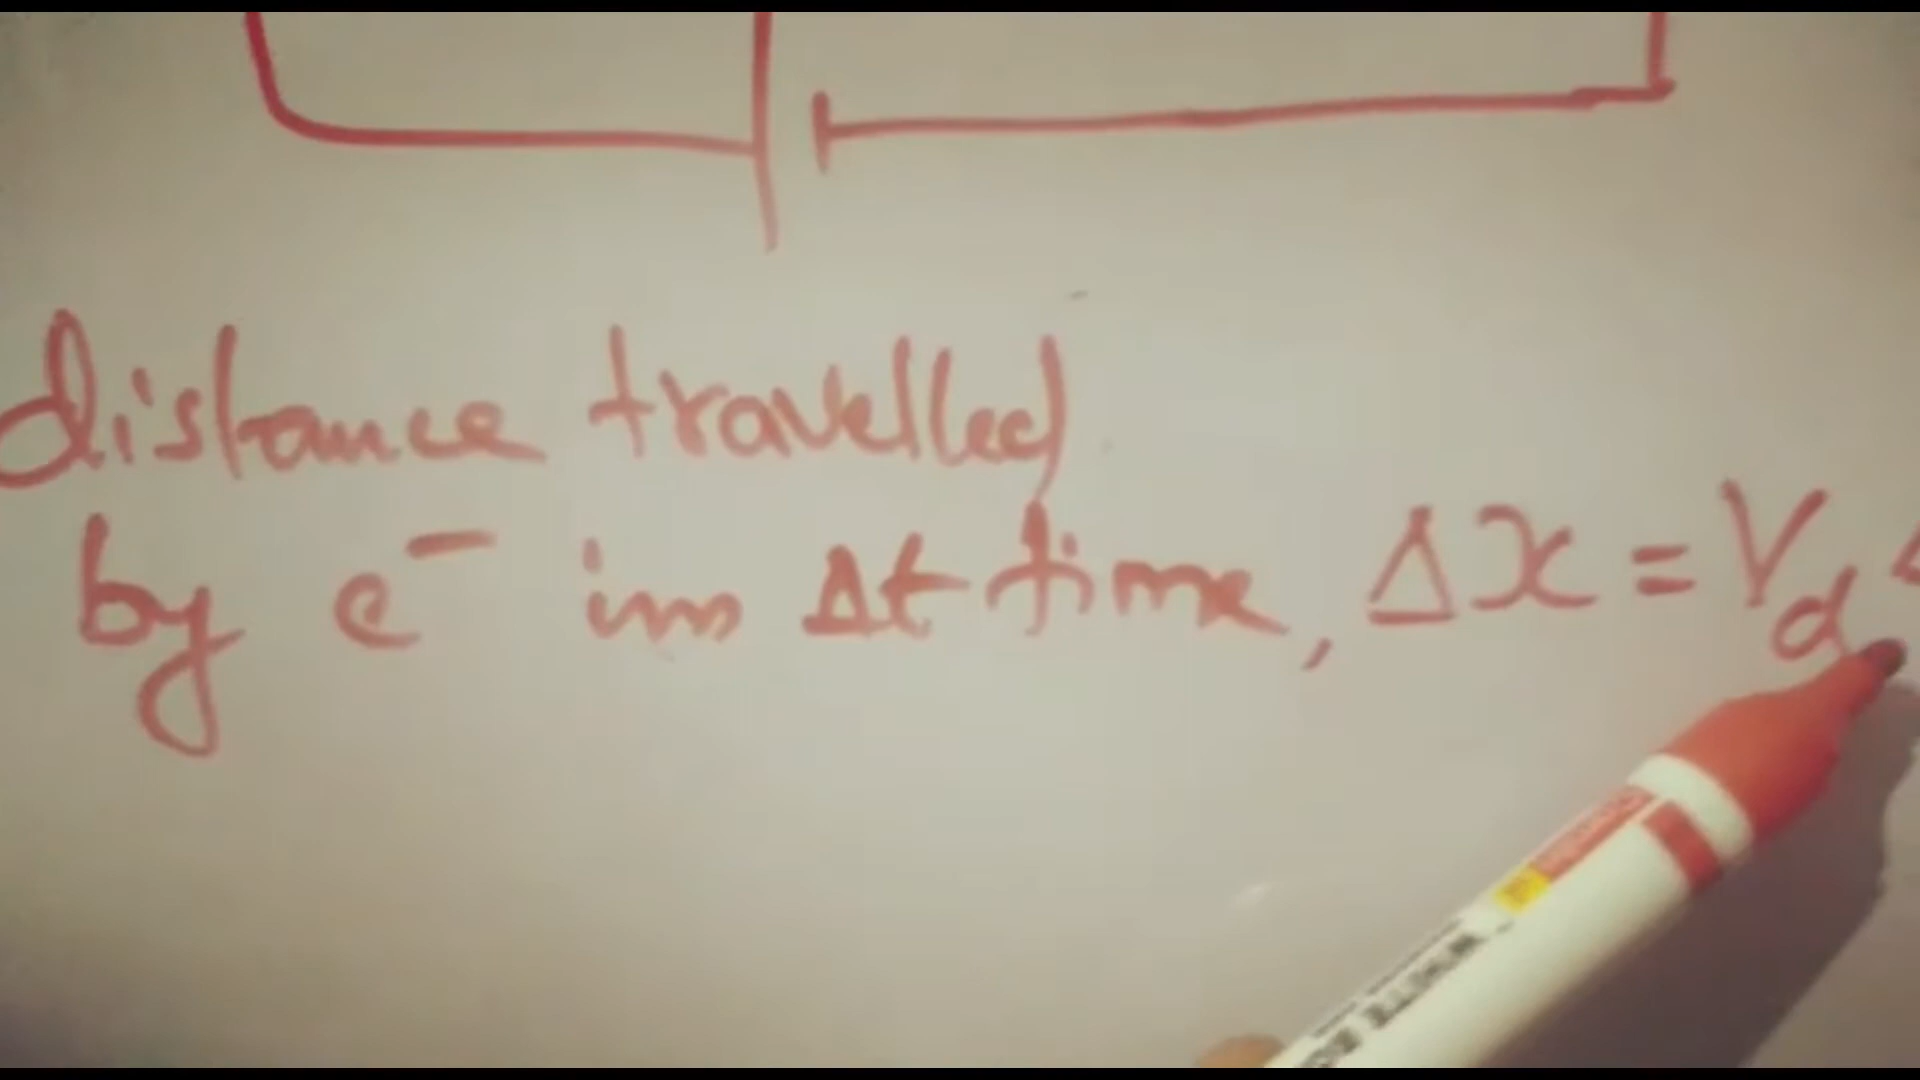 distance travelled
by e⁻ in Δt time, Δx = Vd Δ